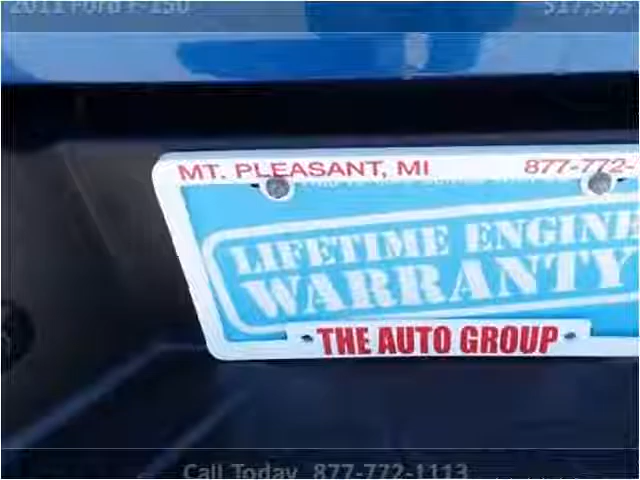 2011 Ford F-150 $17,995
MT. PLEASANT, MI 877-772-
LIFETIME ENGINE
WARRANTY
THE AUTO GROUP
Call Today 877-772-1113